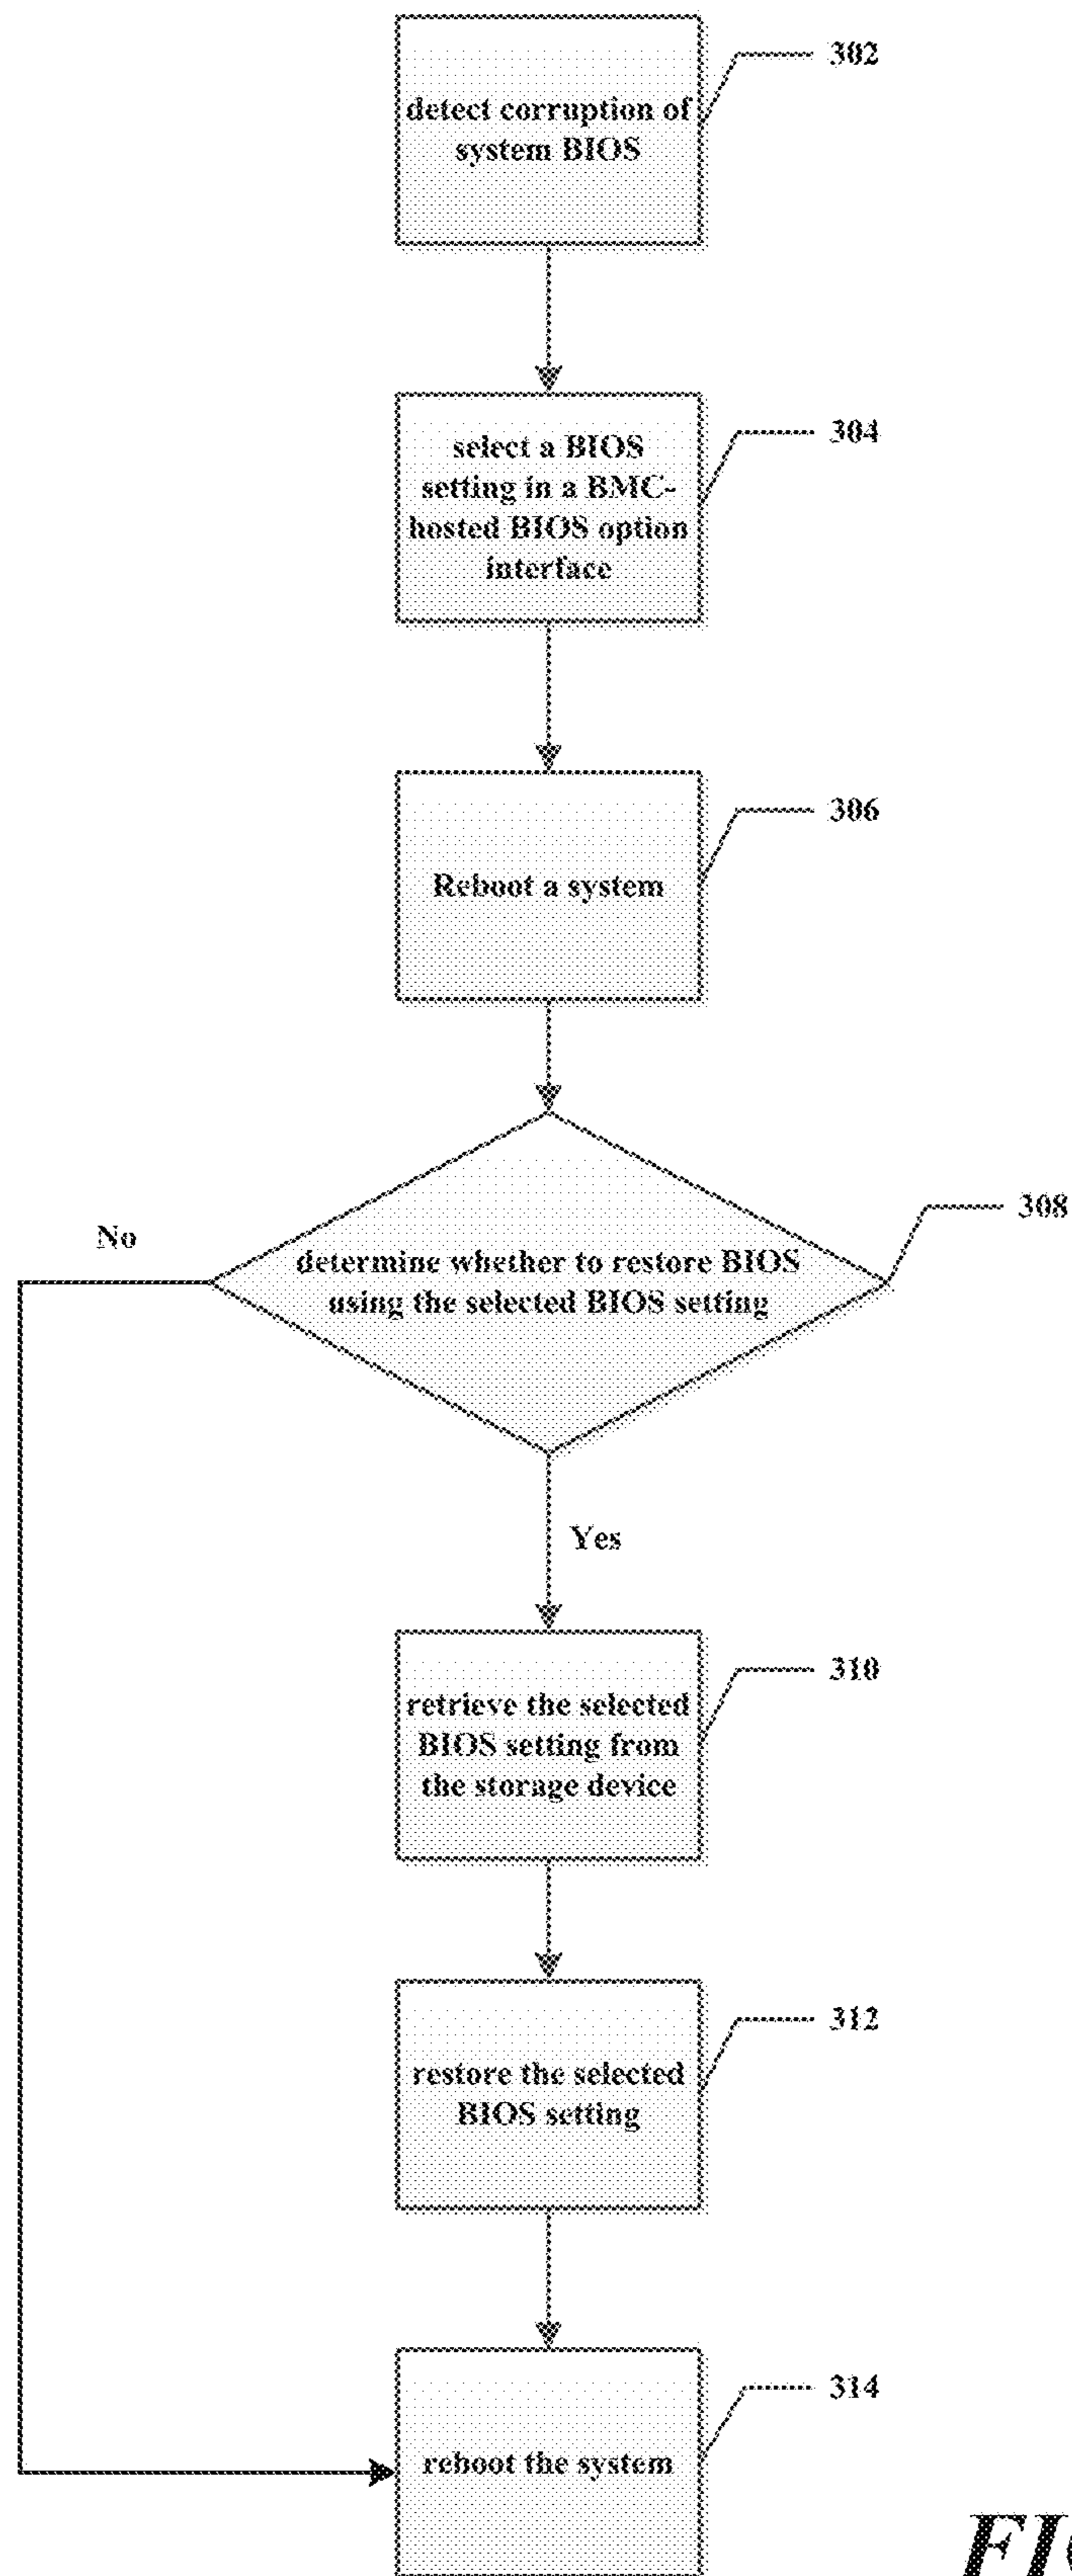 302
detect corruption of
system BIOS
304
select a BIOS
setting in a BMC-
hosted BIOS option
interface
306
Reboot a system
308
No
determine whether to restore BIOS
using the selected BIOS setting
Yes
310
retrieve the selected
BIOS setting from
the storage device
312
restore the selected
BIOS setting
314
reboot the system